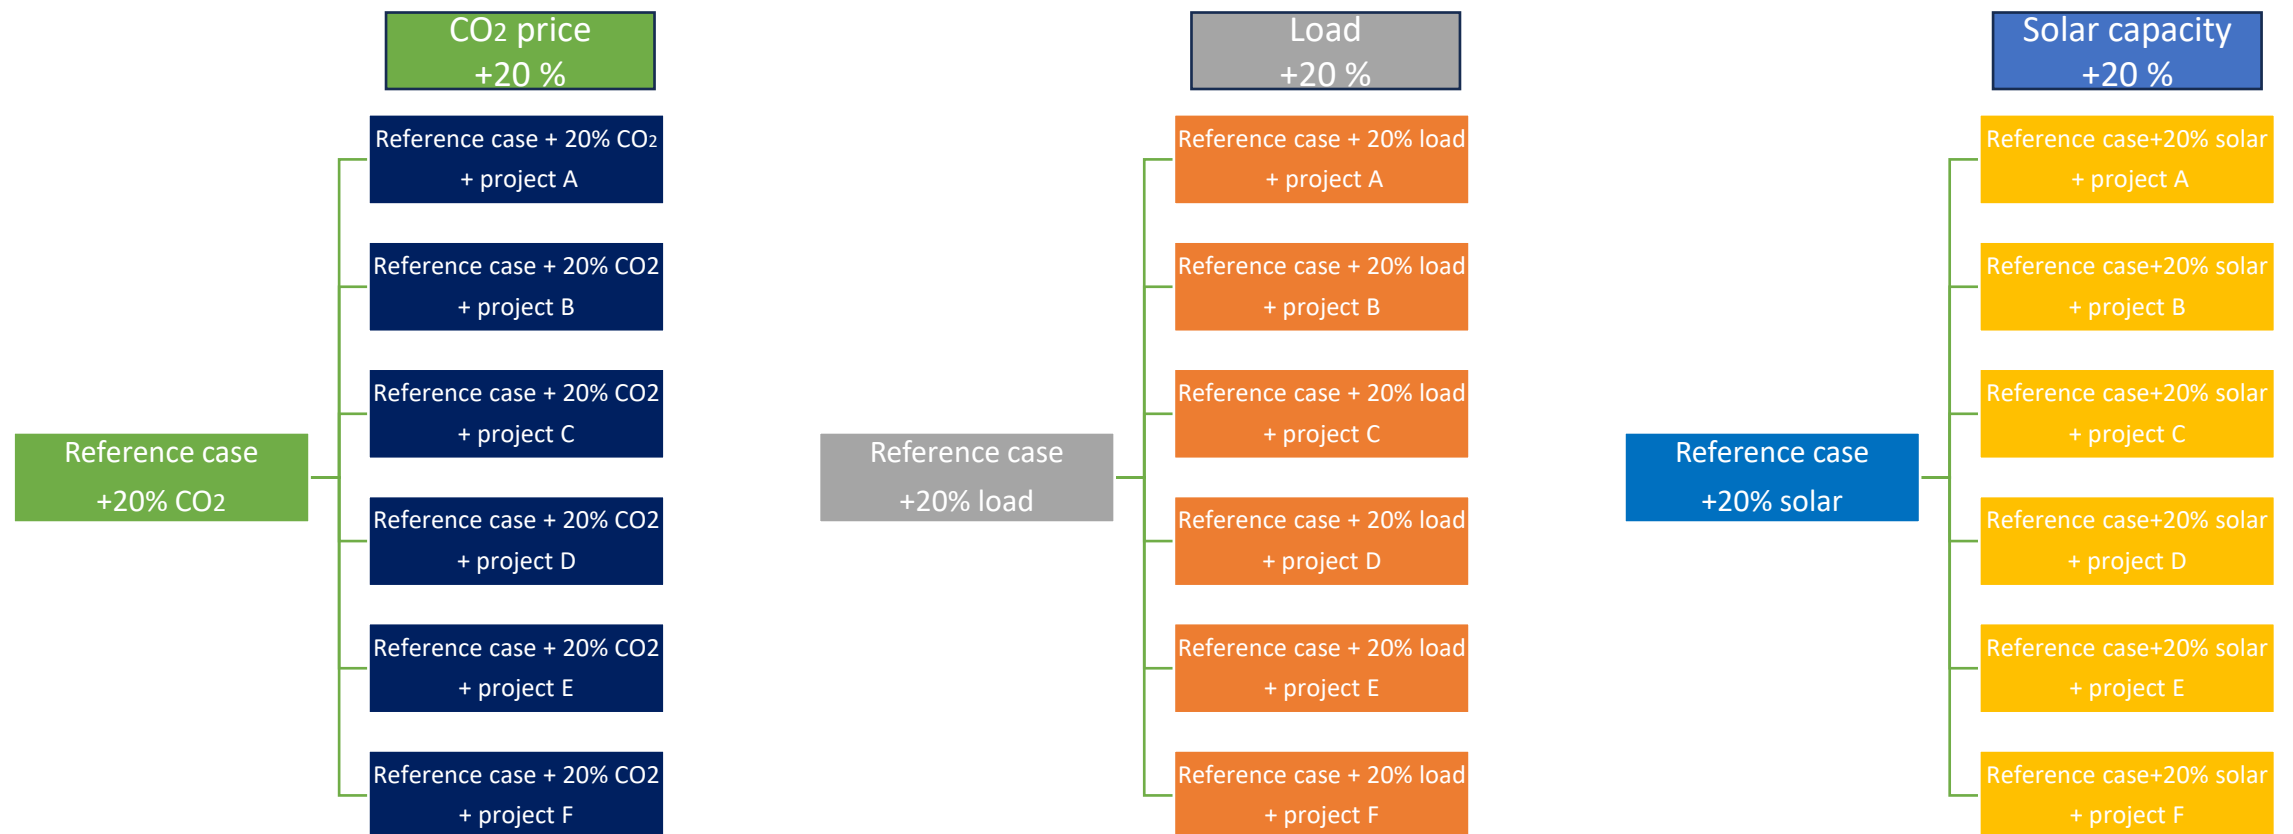 CO₂ price
+20 %
Reference case + 20% CO₂
+ project A
Reference case + 20% CO2
+ project B
Reference case + 20% CO2
+ project C
Reference case
+20% CO2
Reference case + 20% CO2
+ project D
Reference case + 20% CO2
+ project E
Reference case + 20% CO2
+ project F
Load
+20 %
Reference case + 20% load
+ project A
Reference case + 20% load
+ project B
Reference case + 20% load
+ project C
Reference case
+20% load
Reference case + 20% load
+ project D
Reference case + 20% load
+ project E
Reference case + 20% load
+ project F
Solar capacity
+20 %
Reference case+20% solar
+ project A
Reference case+20% solar
+ project B
Reference case+20% solar
+ project C
Reference case
+20% solar
Reference case+20% solar
+ project D
Reference case+20% solar
+ project E
Reference case+20% solar
+ project F